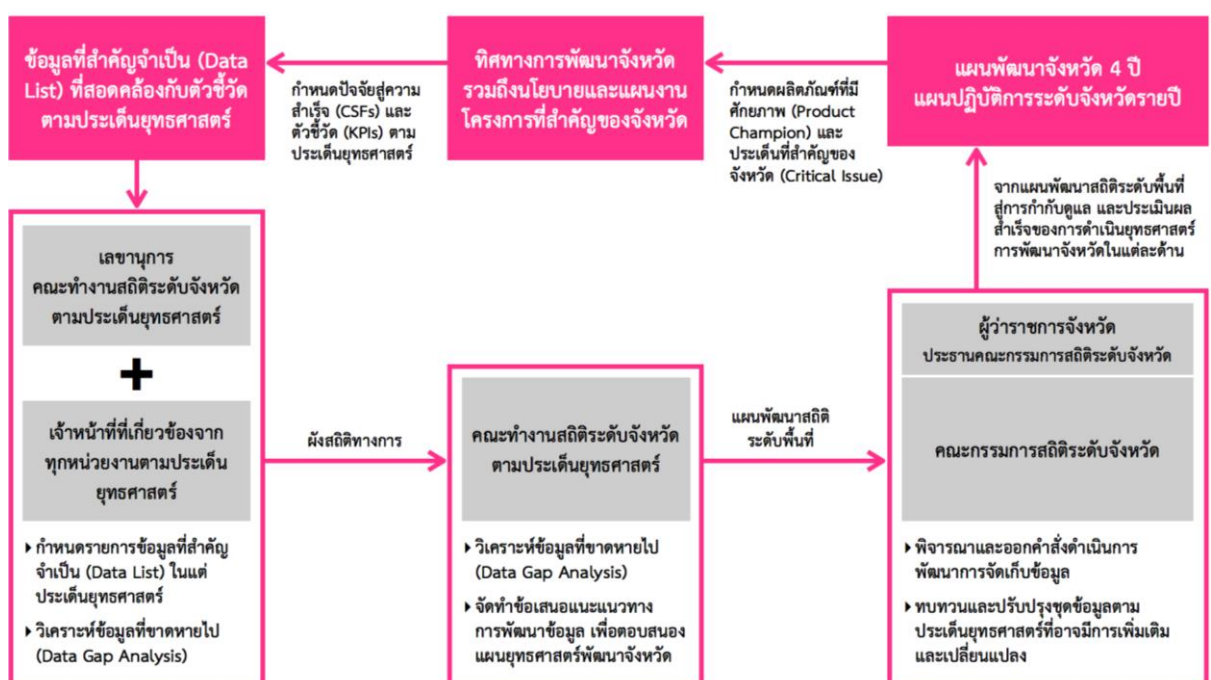 ข้อมูลที่สำคัญจำเป็น (Data
List) ที่สอดคล้องกับตัวชี้วัด
ตามประเด็นยุทธศาสตร์
กำหนดปัจจัยสู่ความ
สำเร็จ (CSFs) และ
ตัวชี้วัด (KPIs) ตาม
ประเด็นยุทธศาสตร์
ทิศทางการพัฒนาจังหวัด
รวมถึงนโยบายและแผนงาน
โครงการที่สำคัญของจังหวัด
กำหนดผลิตภัณฑ์ที่มี
ศักยภาพ (Product
Champion) และ
ประเด็นที่สำคัญของ
จังหวัด (Critical Issue)
แผนพัฒนาจังหวัด 4 ปี
แผนปฏิบัติการระดับจังหวัดรายปี
จากแผนพัฒนาสถิติระดับพื้นที่
สู่การกำกับดูแล และประเมินผล
สำเร็จของการดำเนินยุทธศาสตร์
การพัฒนาจังหวัดในแต่ละด้าน
เลขานุการ
คณะทำงานสถิติระดับจังหวัด
ตามประเด็นยุทธศาสตร์
+
เจ้าหน้าที่ที่เกี่ยวข้องจาก
ทุกหน่วยงานตามประเด็น
ยุทธศาสตร์
กำหนดรายการข้อมูลที่สำคัญ
จำเป็น (Data List) ในแต่
ประเด็นยุทธศาสตร์
วิเคราะห์ข้อมูลที่ขาดหายไป
(Data Gap Analysis)
ผังสถิติทางการ
คณะทำงานสถิติระดับจังหวัด
ตามประเด็นยุทธศาสตร์
วิเคราะห์ข้อมูลที่ขาดหายไป
(Data Gap Analysis)
จัดทำข้อเสนอแนะแนวทาง
การพัฒนาข้อมูล เพื่อตอบสนอง
แผนยุทธศาสตร์พัฒนาจังหวัด
แผนพัฒนาสถิติ
ระดับพื้นที่
ผู้ว่าราชการจังหวัด
ประธานคณะกรรมการสถิติระดับจังหวัด
คณะกรรมการสถิติระดับจังหวัด
พิจารณาและออกคำสั่งดำเนินการ
พัฒนาการจัดเก็บข้อมูล
ทบทวนและปรับปรุงชุดข้อมูลตาม
ประเด็นยุทธศาสตร์ที่อาจมีการเพิ่มเติม
และเปลี่ยนแปลง